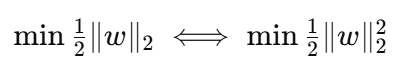 min ½‖w‖₂ ⟺ min ½‖w‖₂²